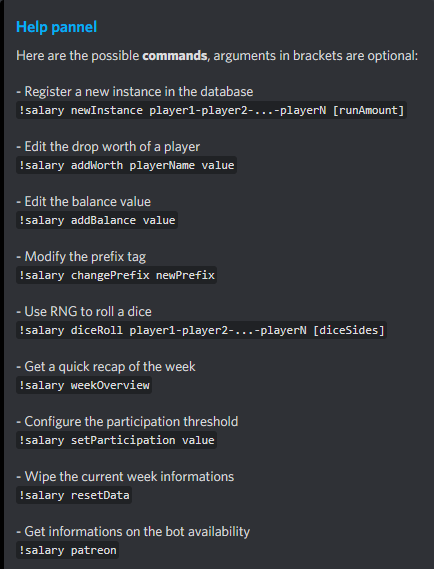 Help pannel
Here are the possible commands, arguments in brackets are optional:
- Register a new instance in the database
!salary newInstance player1-player2-...-playerN [runAmount]
- Edit the drop worth of a player
!salary addWorth playerName value
- Edit the balance value
!salary addBalance value
- Modify the prefix tag
!salary changePrefix newPrefix
- Use RNG to roll a dice
!salary diceRoll player1-player2-...-playerN [diceSides]
- Get a quick recap of the week
!salary weekOverview
- Configure the participation threshold
!salary setParticipation value
- Wipe the current week informations
!salary resetData
- Get informations on the bot availability
!salary patreon